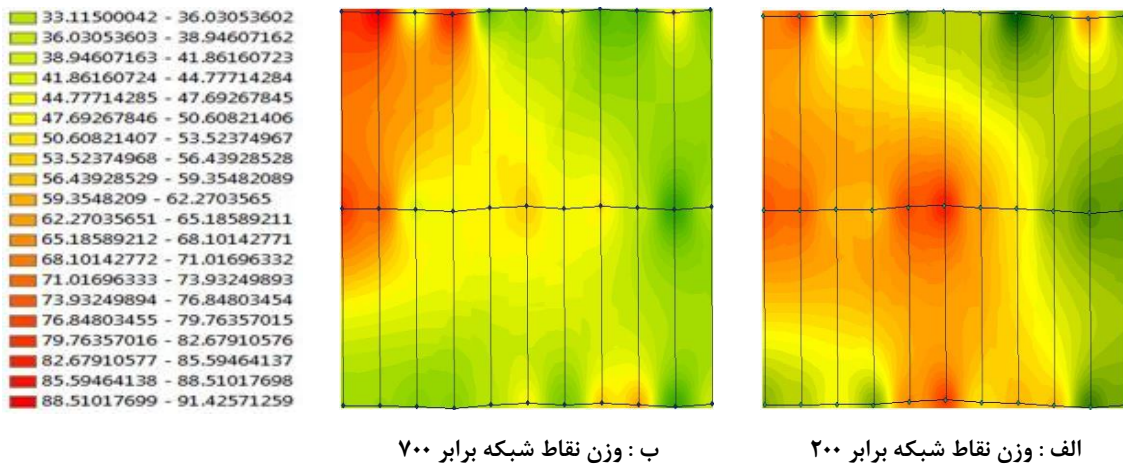 33.11500042 - 36.03053602
36.03053603 - 38.94607162
38.94607163 - 41.86160723
41.86160724 - 44.77714284
44.77714285 - 47.69267845
47.69267846 - 50.60821406
50.60821407 - 53.52374967
53.52374968 - 56.43928528
56.43928529 - 59.35482089
59.3548209 - 62.2703565
62.27035651 - 65.18589211
65.18589212 - 68.10142771
68.10142772 - 71.01696332
71.01696333 - 73.93249893
73.93249894 - 76.84803454
76.84803455 - 79.76357015
79.76357016 - 82.67910576
82.67910577 - 85.59464137
85.59464138 - 88.51017698
88.51017699 - 91.42571259
الف : وزن نقاط شبکه برابر ۲۰۰
ب : وزن نقاط شبکه برابر ۷۰۰